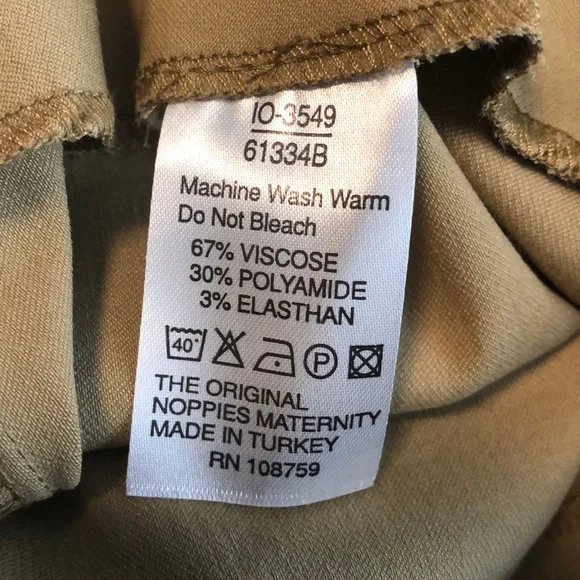 IO-3549
61334B
Machine Wash Warm
Do Not Bleach
67% VISCOSE
30% POLYAMIDE
3% ELASTHAN
40° P
THE ORIGINAL
NOPPIES MATERNITY
MADE IN TURKEY
RN 108759